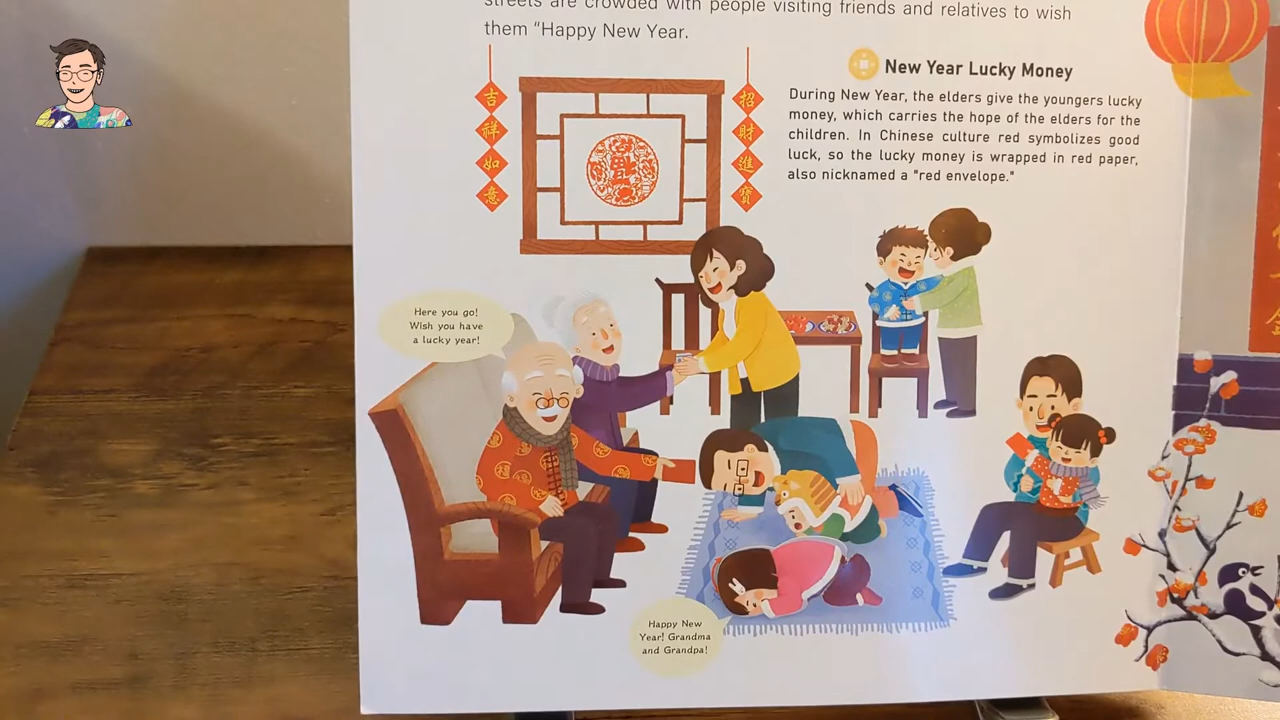 streets are crowded with people visiting friends and relatives to wish
them “Happy New Year.
吉祥如意
招財進寶
New Year Lucky Money
During New Year, the elders give the youngers lucky
money, which carries the hope of the elders for the
children. In Chinese culture red symbolizes good
luck, so the lucky money is wrapped in red paper,
also nicknamed a "red envelope."
Here you go!
Wish you have
a lucky year!
Happy New
Year! Grandma
and Grandpa!